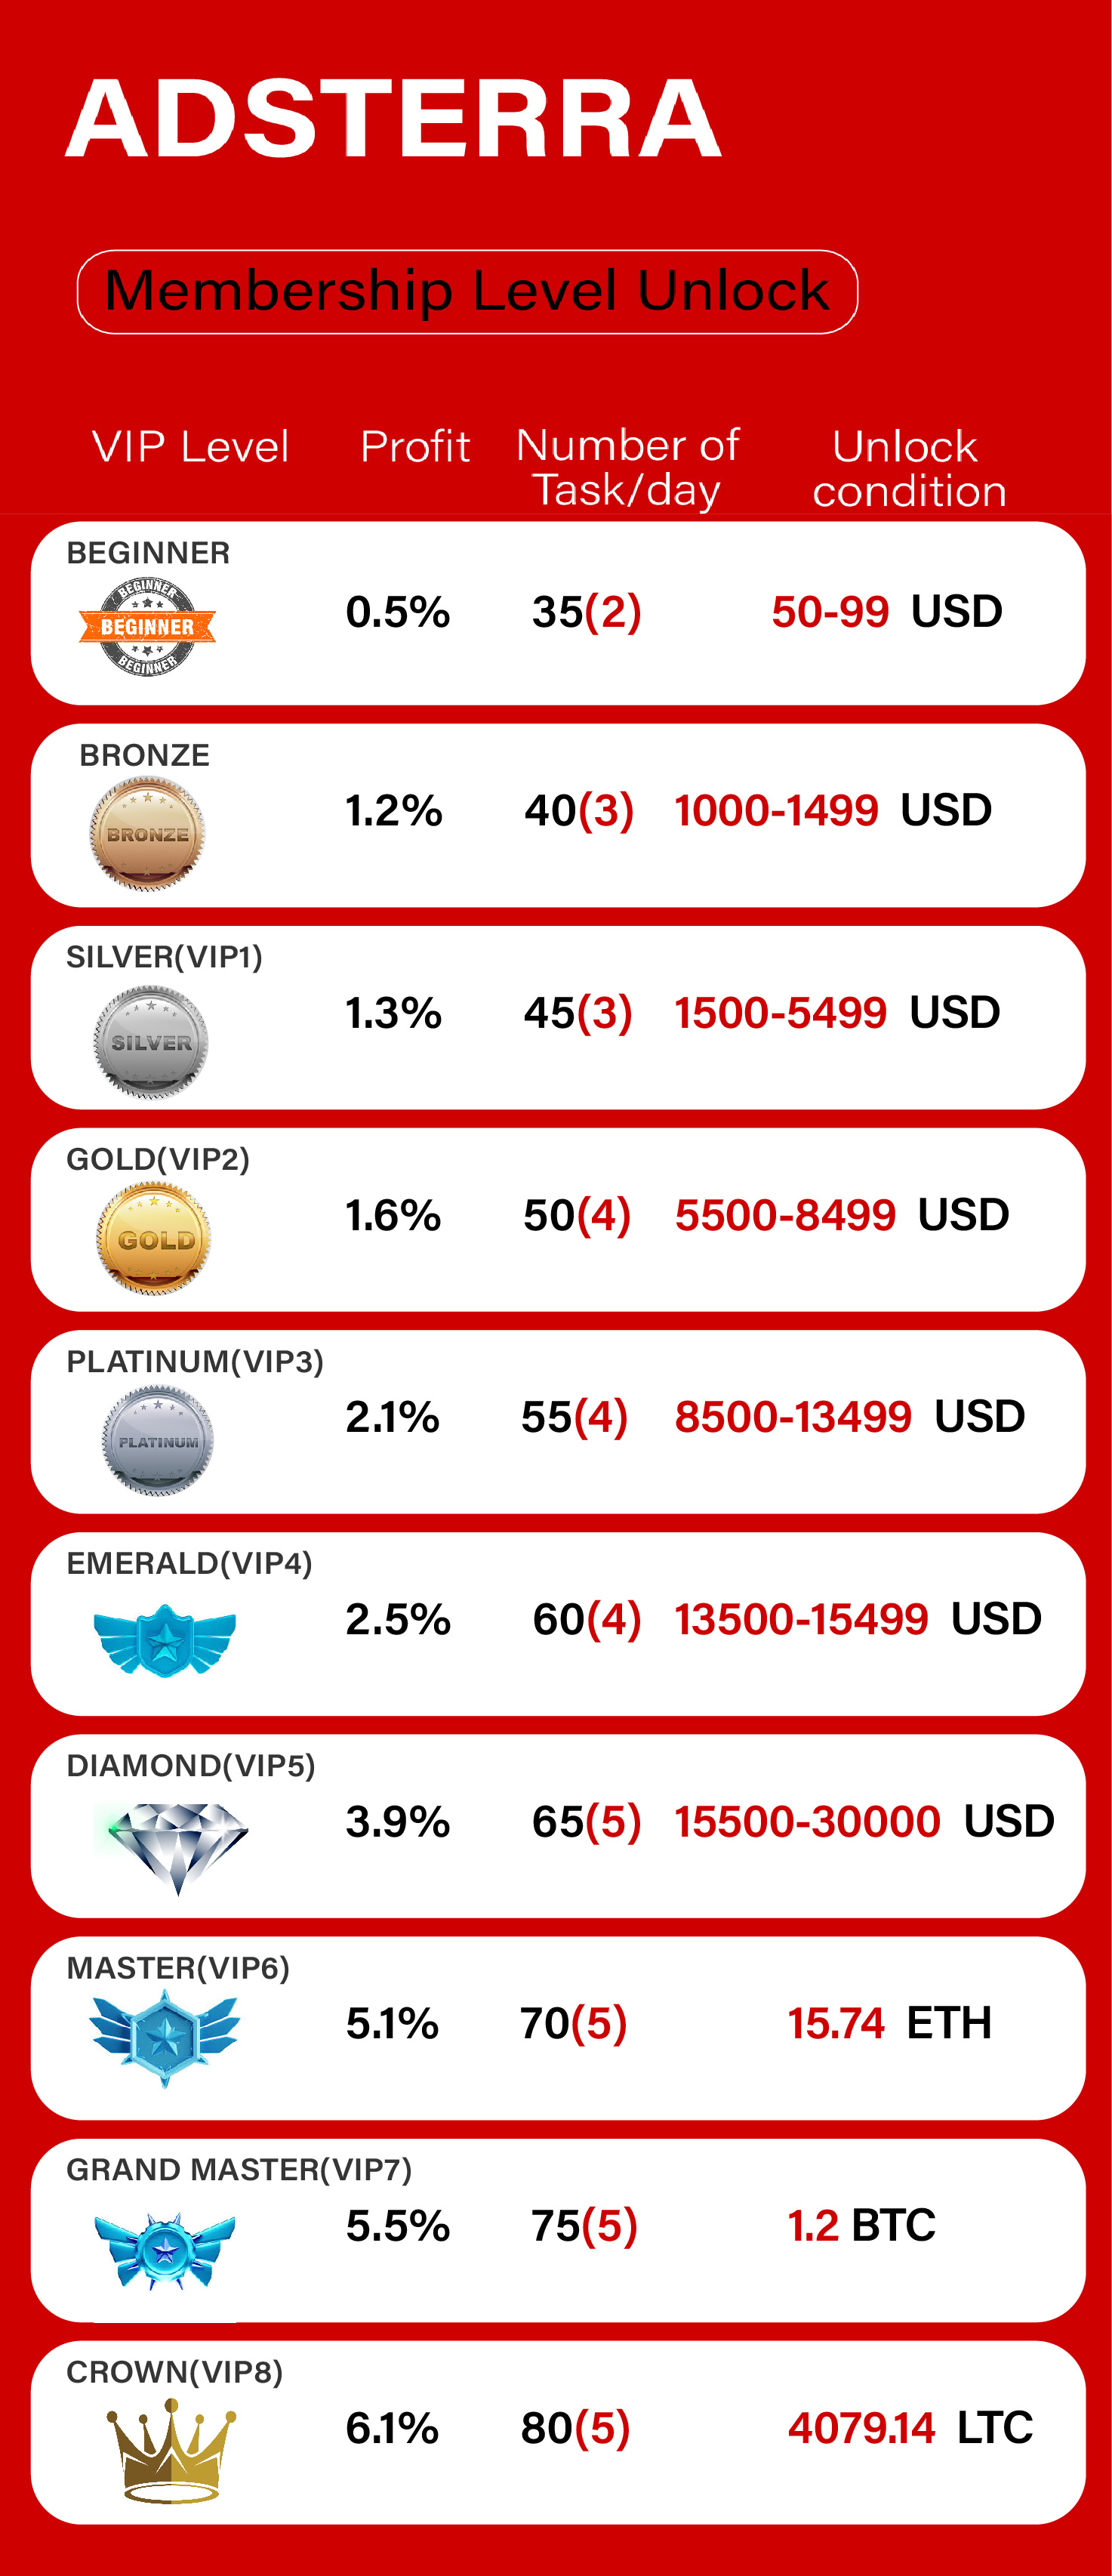 ADSTERRA
Membership Level Unlock
VIP Level Profit Number of Task/day Unlock condition
BEGINNER
BEGINNER
BEGINNER
BEGINNER
0.5% 35(2) 50-99 USD
BRONZE
BRONZE
1.2% 40(3) 1000-1499 USD
SILVER(VIP1)
SILVER
1.3% 45(3) 1500-5499 USD
GOLD(VIP2)
GOLD
1.6% 50(4) 5500-8499 USD
PLATINUM(VIP3)
PLATINUM
2.1% 55(4) 8500-13499 USD
EMERALD(VIP4)
2.5% 60(4) 13500-15499 USD
DIAMOND(VIP5)
3.9% 65(5) 15500-30000 USD
MASTER(VIP6)
5.1% 70(5) 15.74 ETH
GRAND MASTER(VIP7)
5.5% 75(5) 1.2 BTC
CROWN(VIP8)
6.1% 80(5) 4079.14 LTC